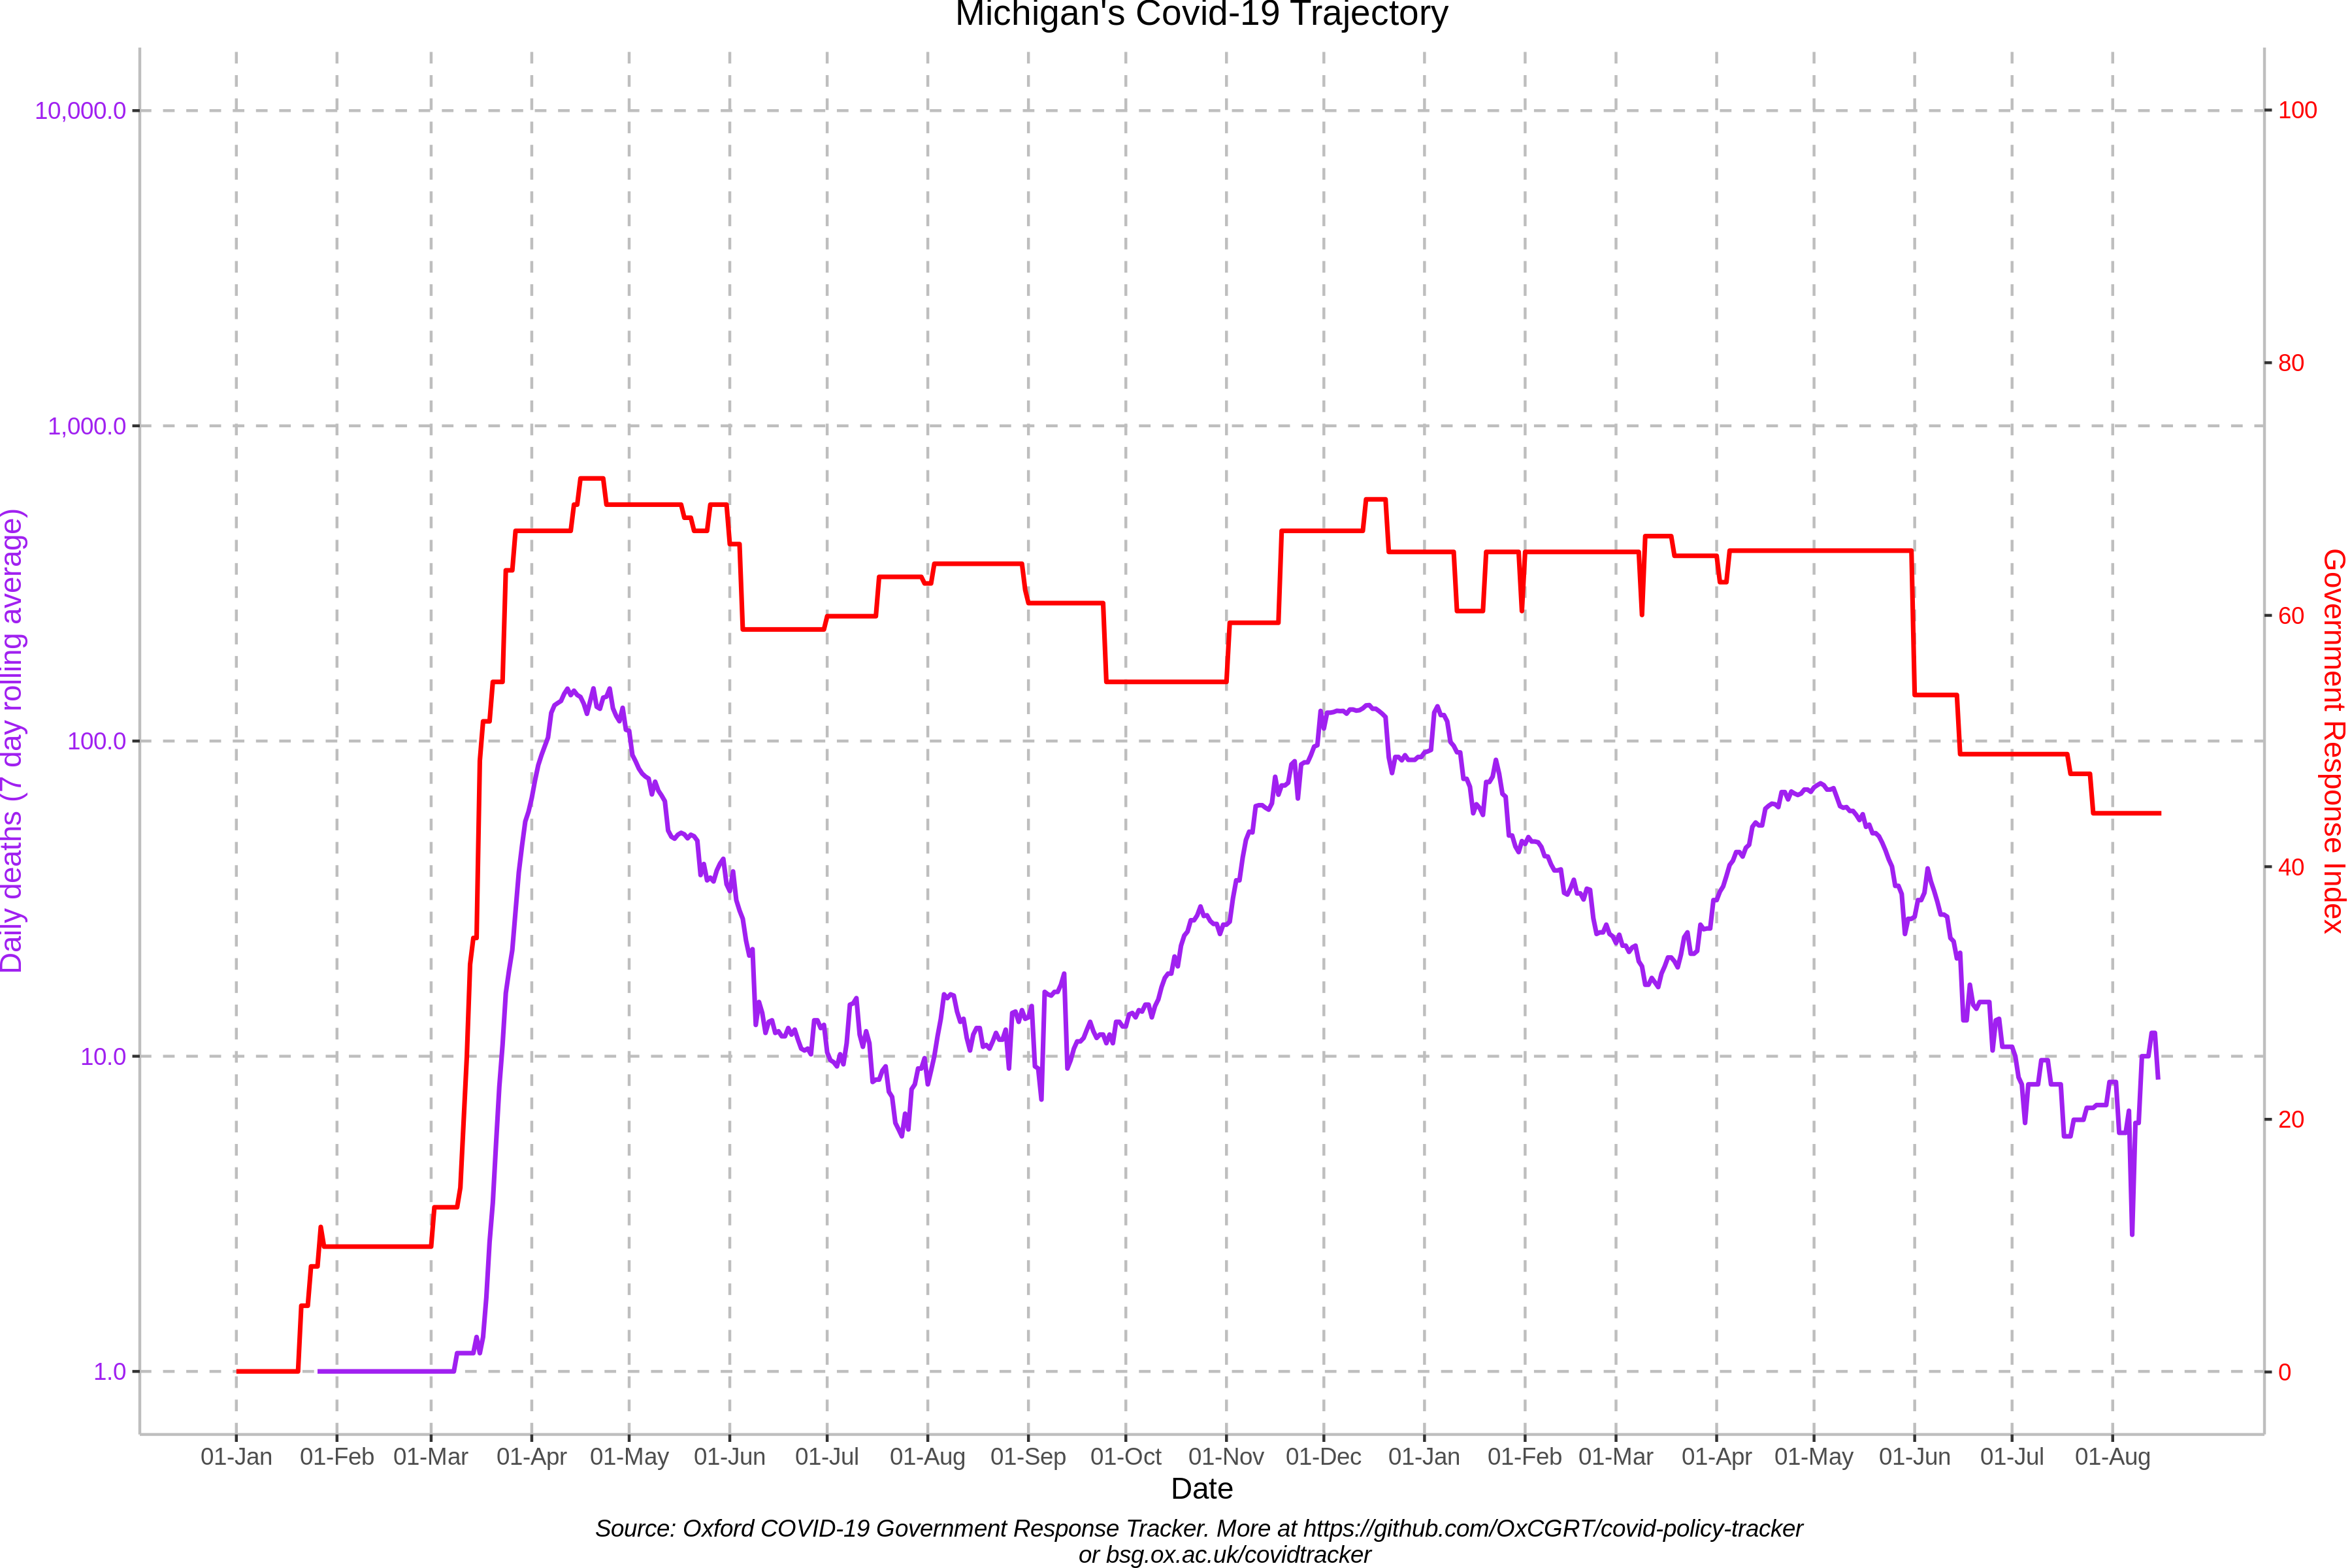 Michigan's Covid-19 Trajectory
10,000.0
1,000.0
100.0
10.0
1.0
Daily deaths (7 day rolling average)
100
80
60
40
20
0
Government Response Index
01-Jan 01-Feb 01-Mar 01-Apr 01-May 01-Jun 01-Jul 01-Aug 01-Sep 01-Oct 01-Nov 01-Dec 01-Jan 01-Feb 01-Mar 01-Apr 01-May 01-Jun 01-Jul 01-Aug
Date
Source: Oxford COVID-19 Government Response Tracker. More at https://github.com/OxCGRT/covid-policy-tracker
or bsg.ox.ac.uk/covidtracker